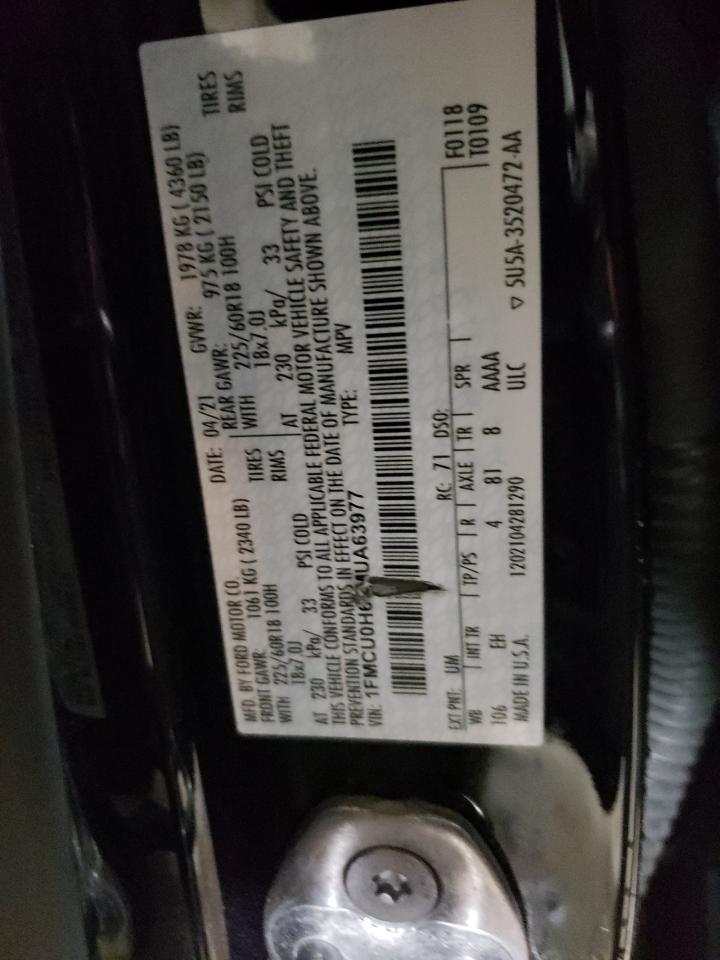 MFD. BY FORD MOTOR CO.
DATE: 04/21 GVWR: 1978 KG ( 4360 LB)
FRONT GAWR: 1061 KG ( 2340 LB)
REAR GAWR: 975 KG ( 2150 LB)
WITH 225/60R18 100H TIRES
WITH 225/60R18 100H TIRES
18x7.0J RIMS
18x7.0J RIMS
AT 230 kPa/ 33 PSI COLD
AT 230 kPa/ 33 PSI COLD
THIS VEHICLE CONFORMS TO ALL APPLICABLE FEDERAL MOTOR VEHICLE SAFETY AND THEFT
PREVENTION STANDARDS IN EFFECT ON THE DATE OF MANUFACTURE SHOWN ABOVE.
VIN: 1FMCU0H MUA63977 TYPE: MPV
EXT PNT: UM RC: 71 DSO: F0118
WB INT TR TP/PS R AXLE TR SPR T0109
106 EH 4 81 8 AAAA
MADE IN U.S.A. 1202104281290 ULC ▽ 5U5A-3520472-AA